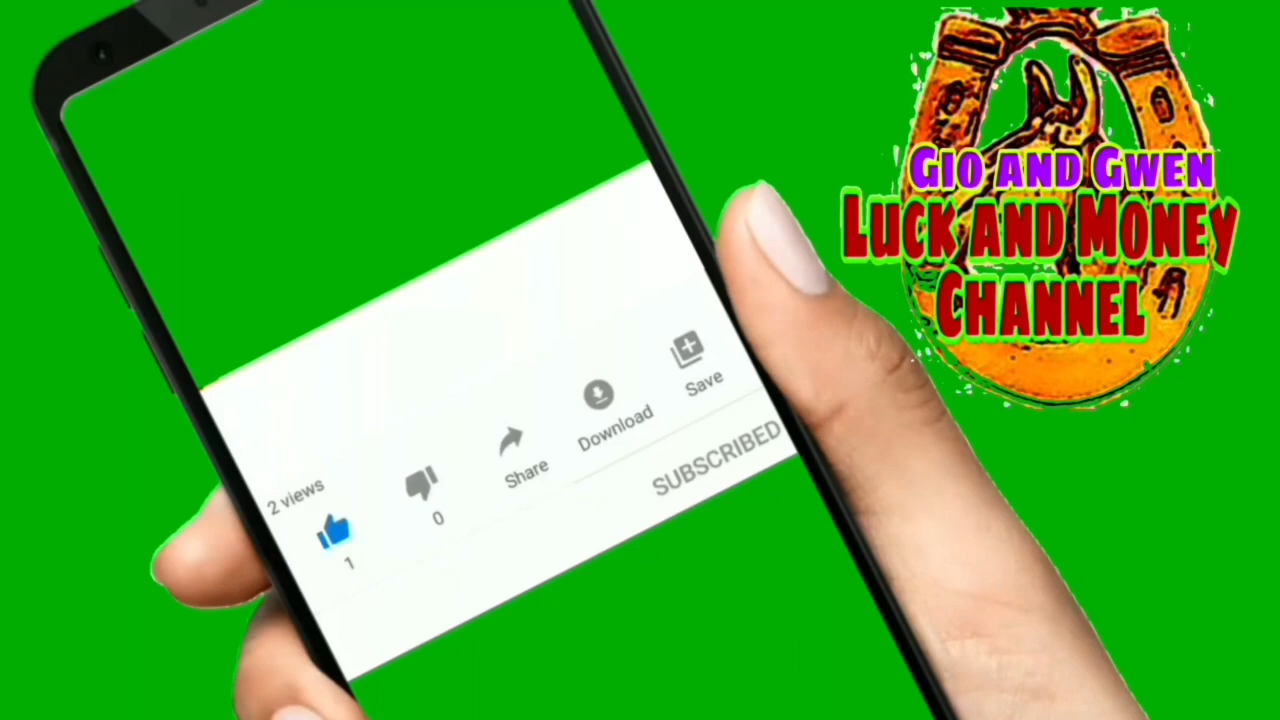 Gio and Gwen
Luck and Money
Channel
2 views
1
0
Share
Download
Save
SUBSCRIBED